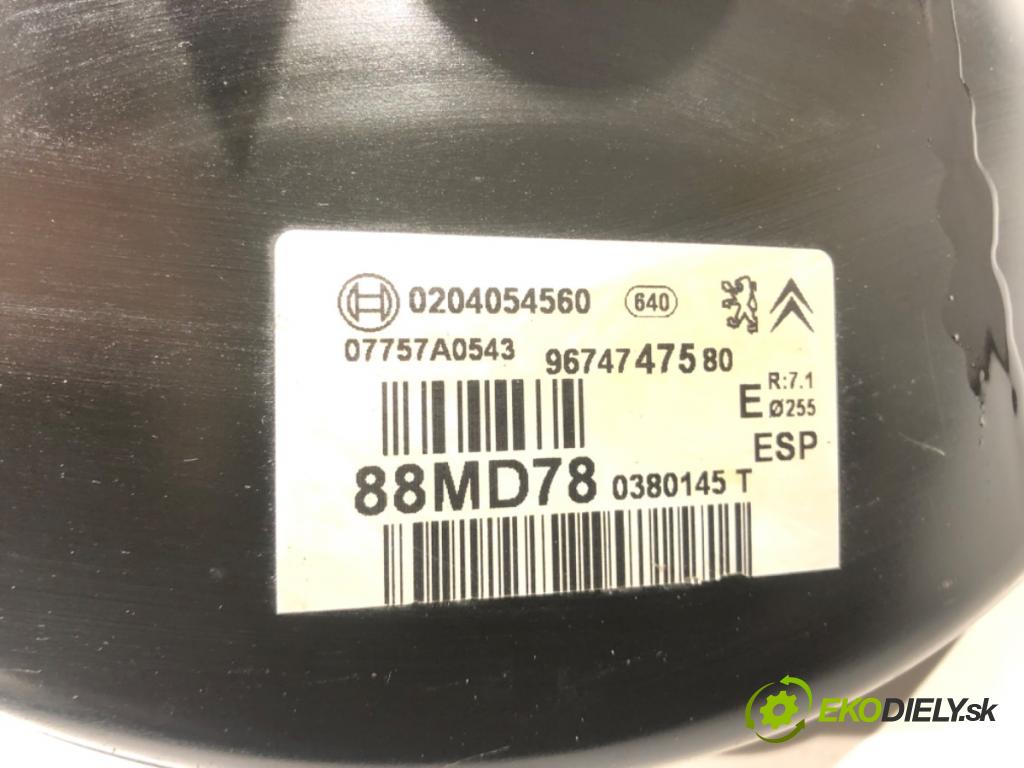 0204054560 640
07757A0543 9674747580
E R:7.1
Ø255
ESP
88MD78 0380145 T
EKODIELY.sk